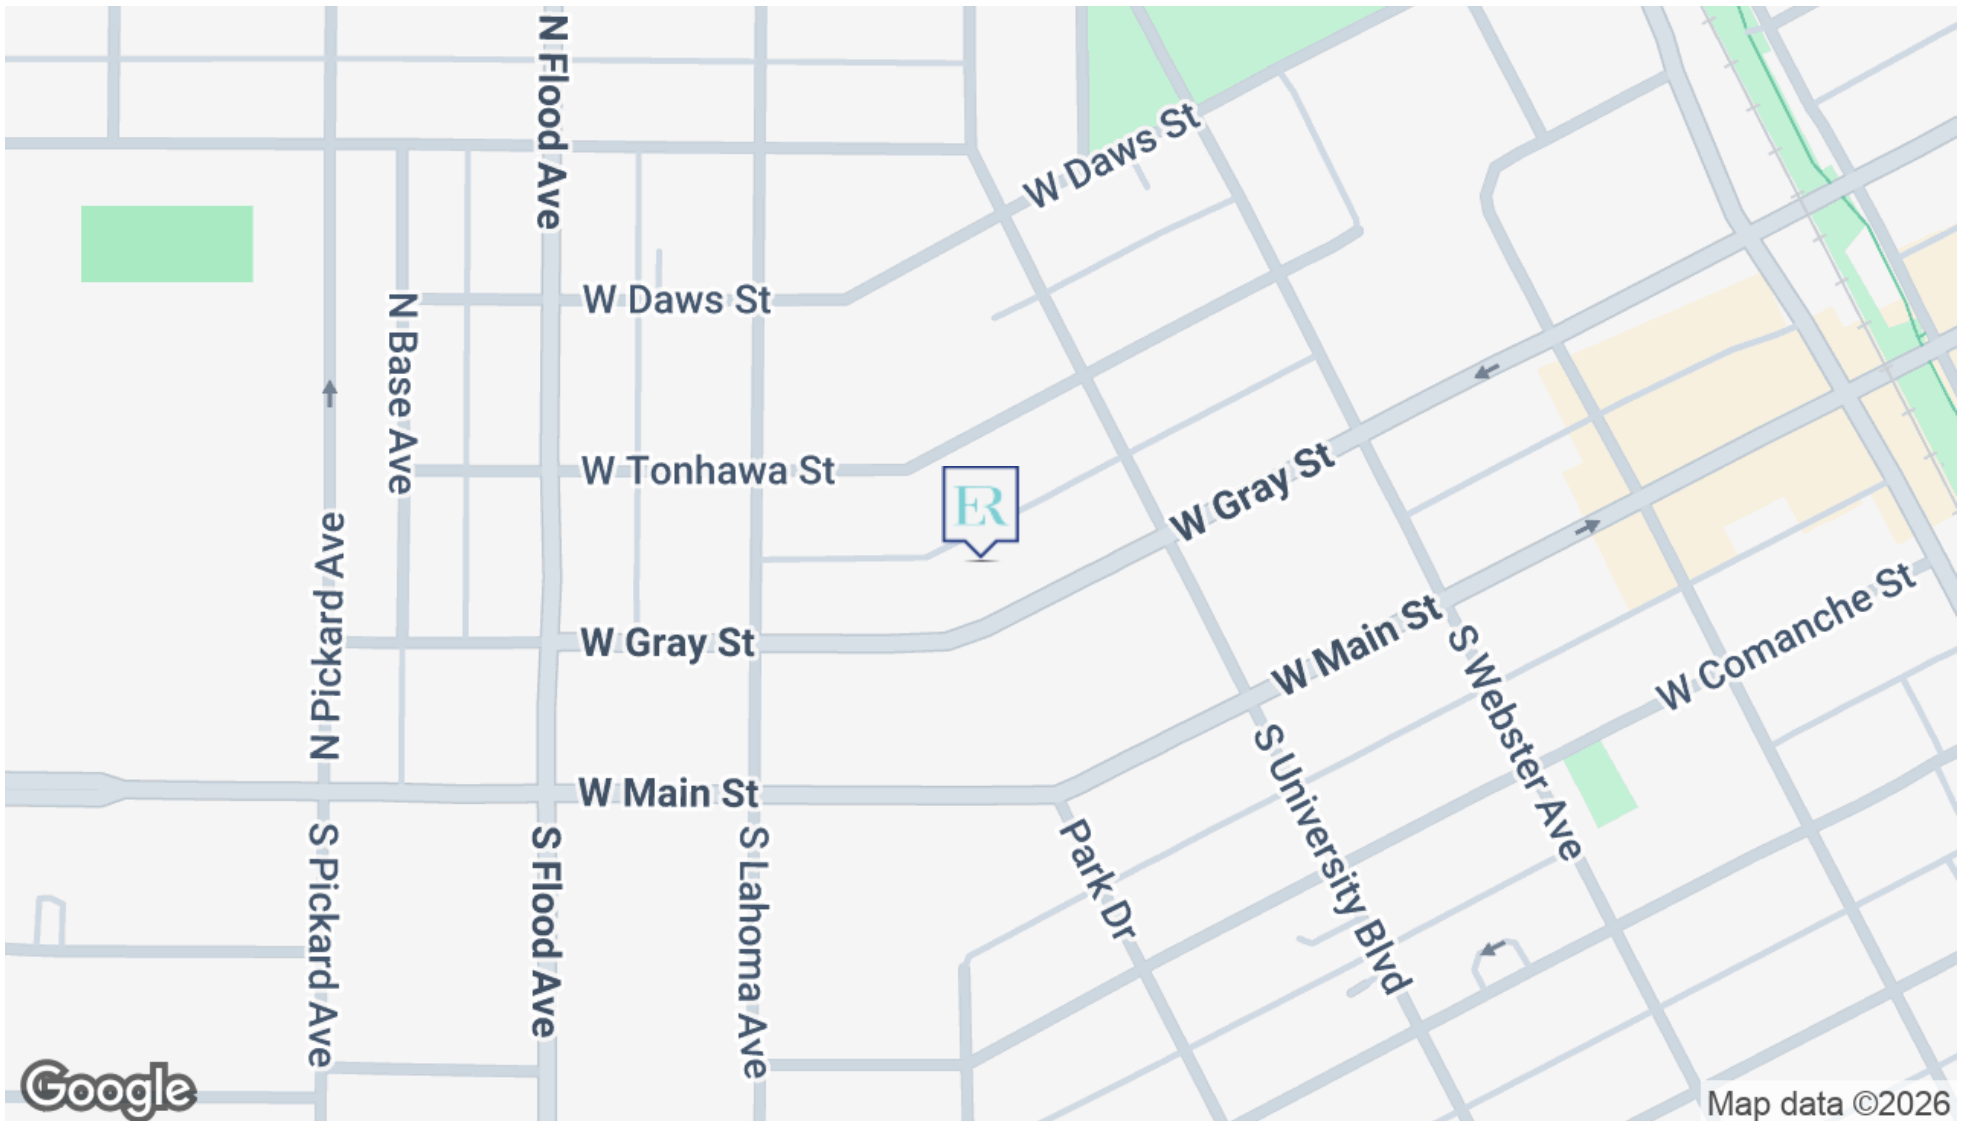 N Flood Ave
W Daws St
W Daws St
N Base Ave
W Tonhawa St
ER
W Gray St
N Pickard Ave
W Gray St
W Main St
W Comanche St
S Webster Ave
W Main St
S University Blvd
S Pickard Ave
S Flood Ave
S Lahoma Ave
Park Dr
Google
Map data ©2026